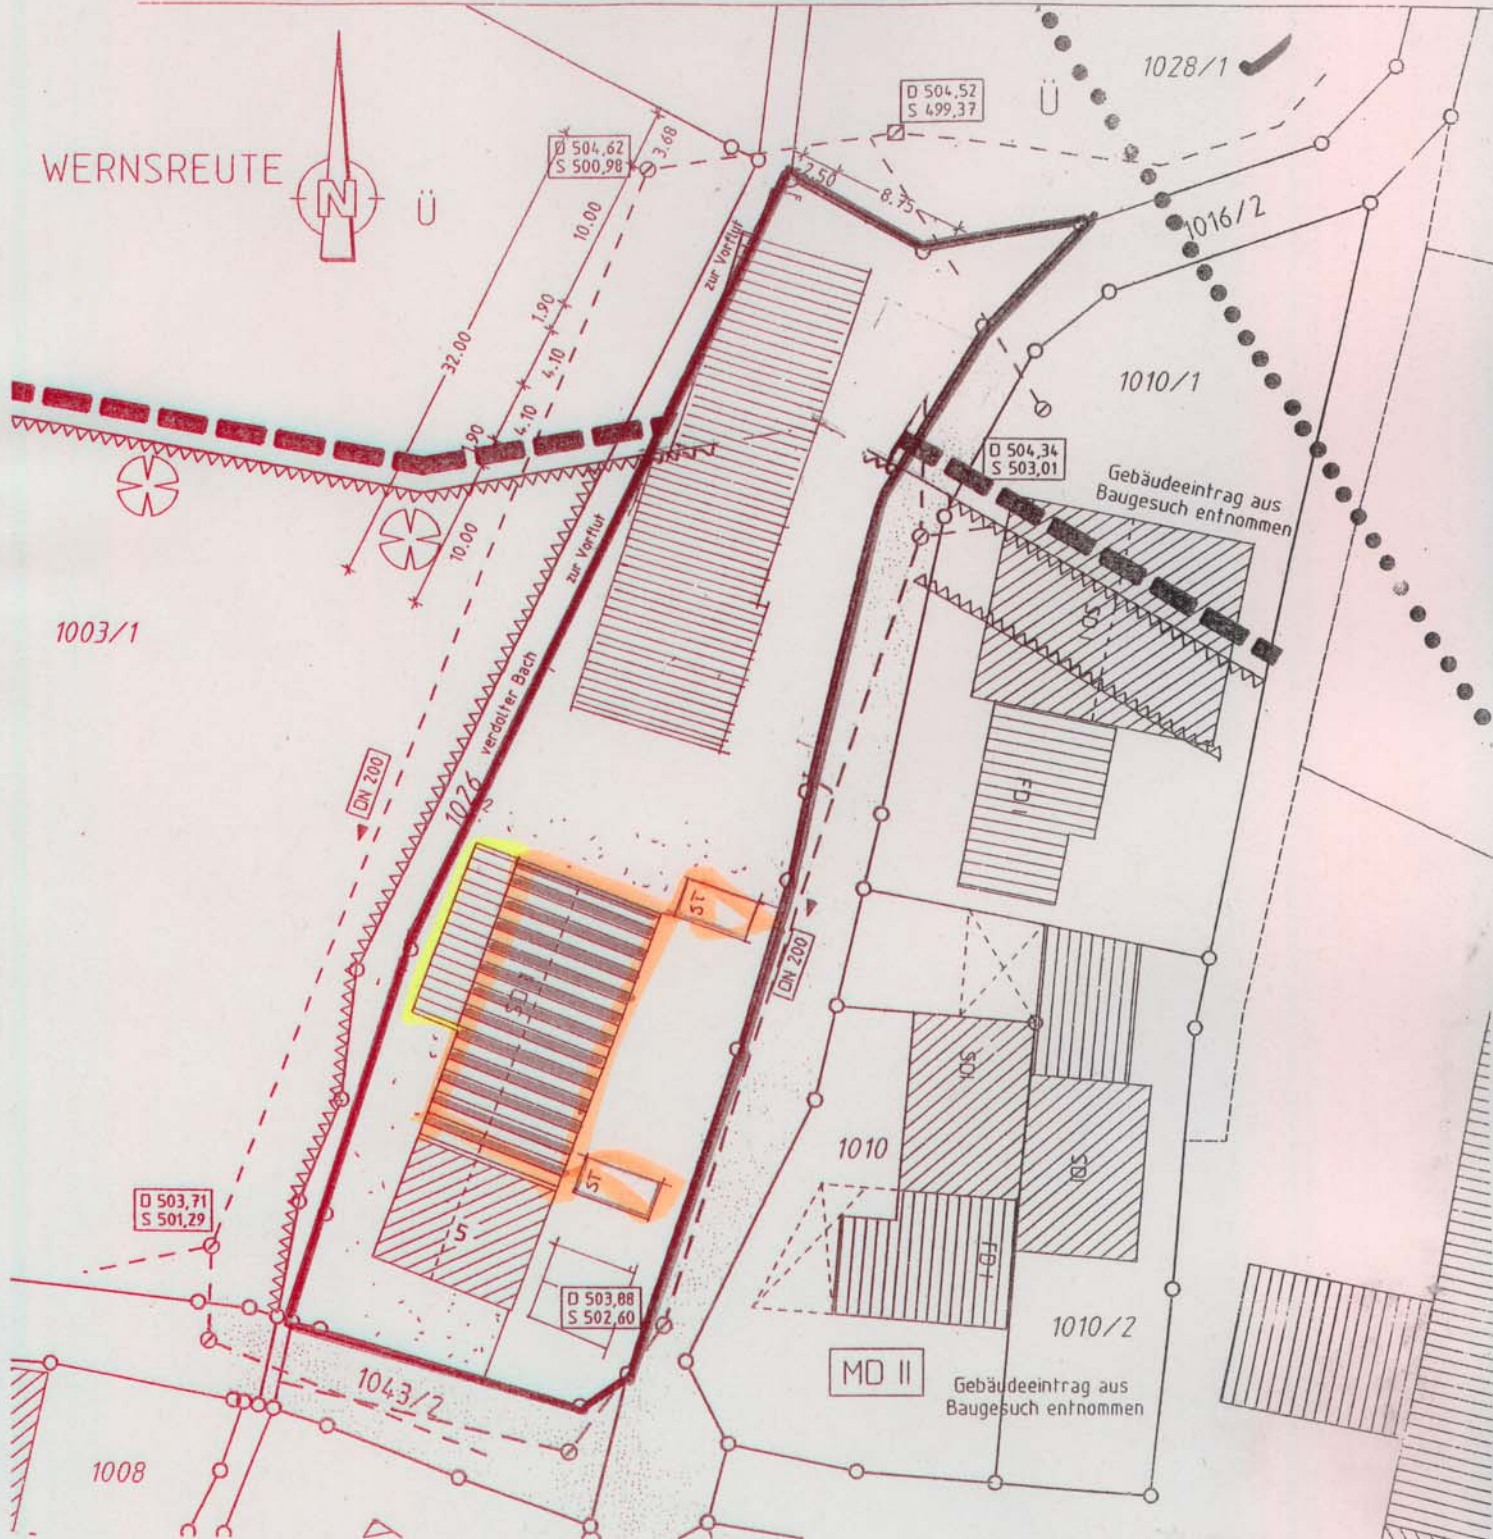 1028/1
D 504,52
S 499,37
Ü
WERNSREUTE
N
Ü
D 504,62
S 500,98
3.68
2.50
8.75
10.00
1016/2
zur Vorflut
1.90
32.00
4.10
1010/1
4.10
.90
D 504,34
S 503,01
Gebäudeeintrag aus
Baugesuch entnommen
10.00
zur Vorflut
1003/1
SD I
verdolter Bach
DN 200
FD I
1026
ST
DN 200
SD I
SDI
1010
SDI
ST
D 503,71
S 501,29
5
FD I
D 503,88
S 502,60
1010/2
MD II
Gebäudeeintrag aus
Baugesuch entnommen
1043/2
1008